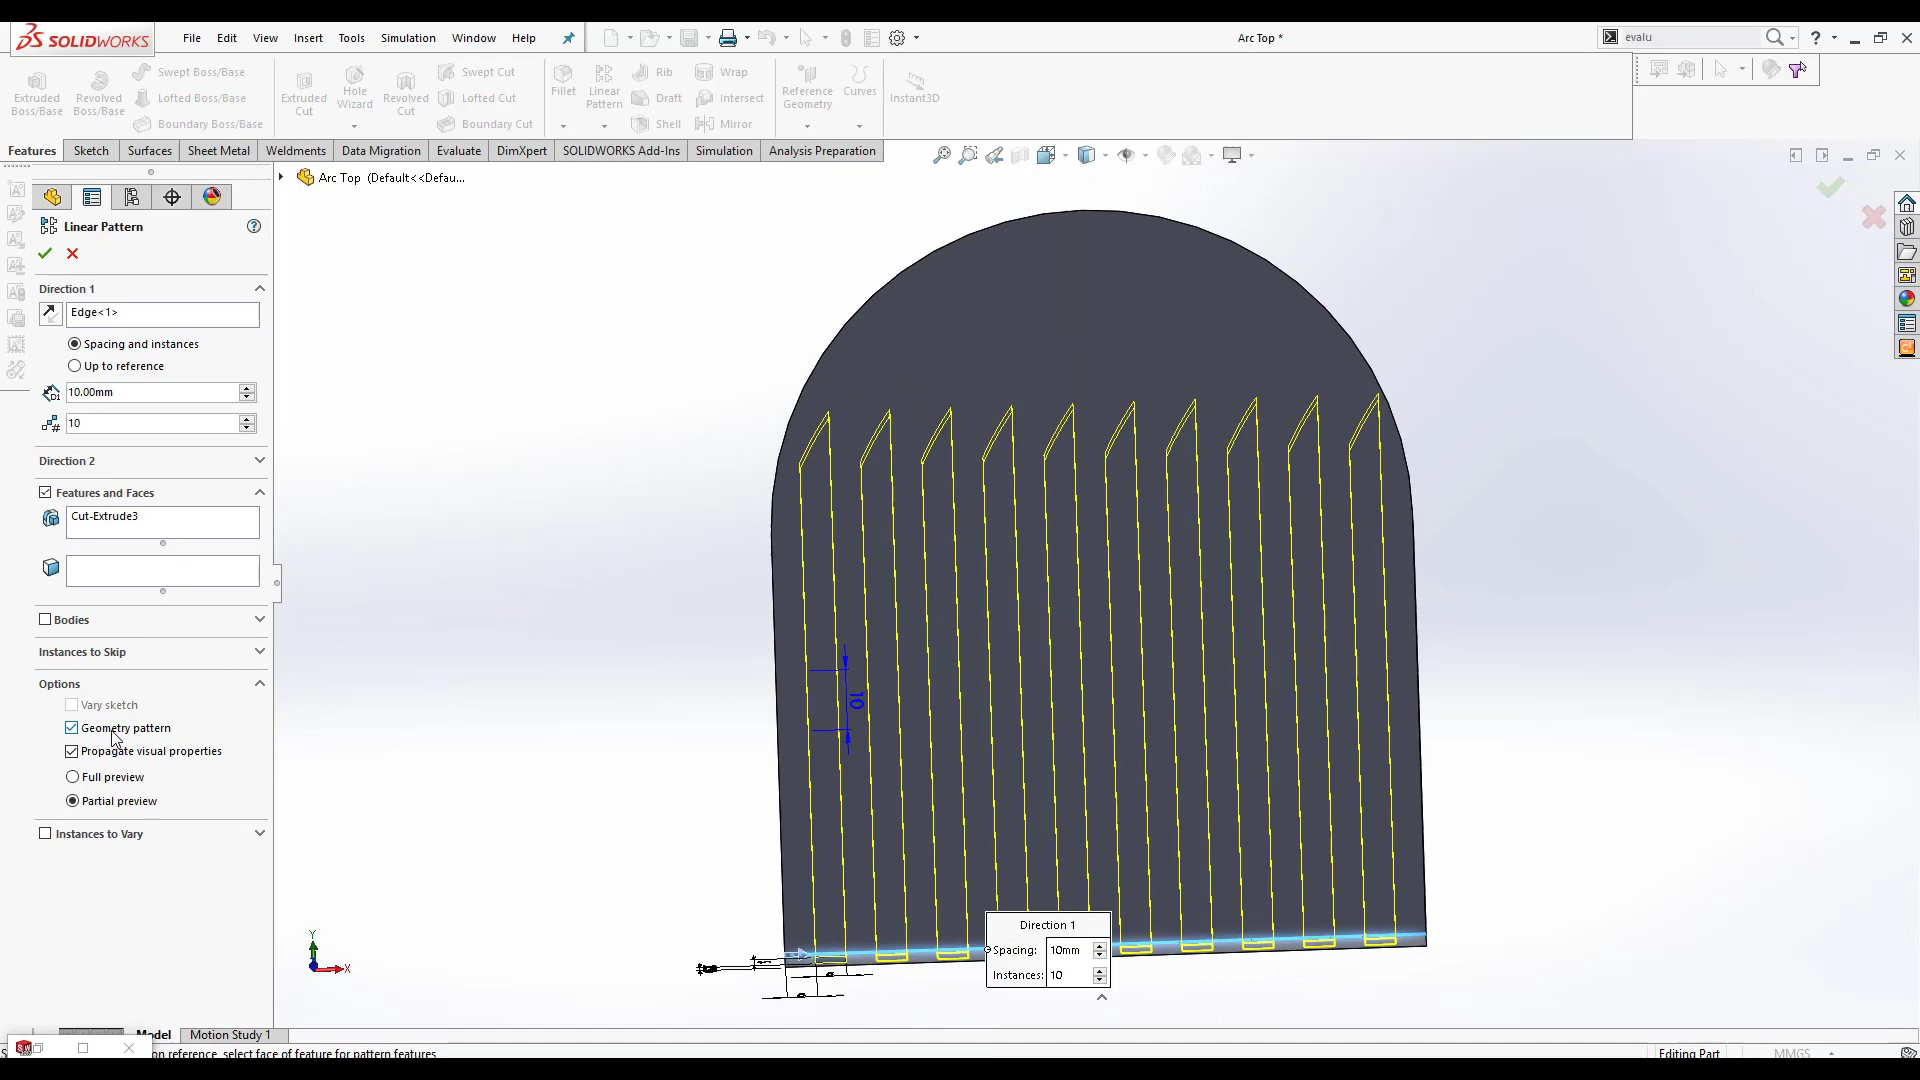 SOLIDWORKS File Edit View Insert Tools Simulation Window Help Arc Top * evalu ?
Extruded Boss/Base
Revolved Boss/Base
Swept Boss/Base
Lofted Boss/Base
Boundary Boss/Base
Extruded Cut
Hole Wizard
Revolved Cut
Swept Cut
Lofted Cut
Boundary Cut
Fillet
Linear Pattern
Rib
Draft
Shell
Wrap
Intersect
Mirror
Reference Geometry
Curves
Instant3D
Features Sketch Surfaces Sheet Metal Weldments Data Migration Evaluate DimXpert SOLIDWORKS Add-Ins Simulation Analysis Preparation
Arc Top (Default<<Defau...
Linear Pattern
Direction 1
Edge<1>
Spacing and instances
Up to reference
10.00mm
10
Direction 2
Features and Faces
Cut-Extrude3
Bodies
Instances to Skip
Options
Vary sketch
Geometry pattern
Propagate visual properties
Full preview
Partial preview
Instances to Vary
10
Direction 1
Spacing: 10mm
Instances: 10
Y
X
Model Motion Study 1
on reference, select face of feature for pattern features
Editing Part MMGS